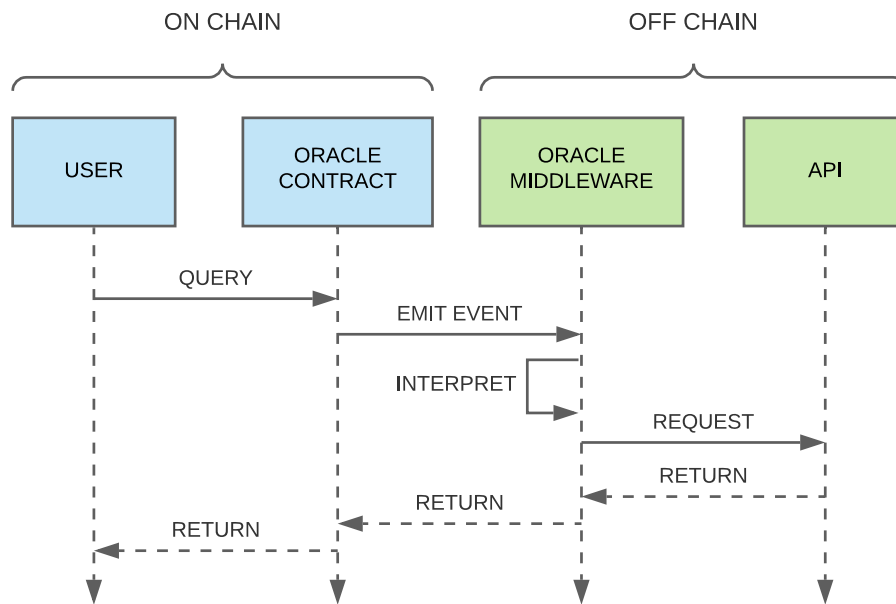 ON CHAIN
OFF CHAIN
USER
ORACLE
CONTRACT
ORACLE
MIDDLEWARE
API
QUERY
EMIT EVENT
INTERPRET
REQUEST
RETURN
RETURN
RETURN